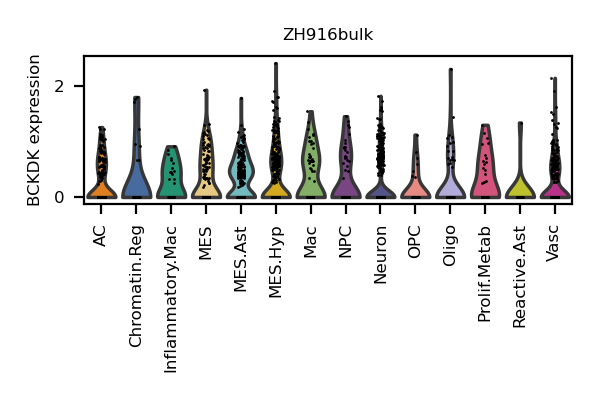 ZH916bulk
BCKDK expression
2
0
AC
Chromatin.Reg
Inflammatory.Mac
MES
MES.Ast
MES.Hyp
Mac
NPC
Neuron
OPC
Oligo
Prolif.Metab
Reactive.Ast
Vasc